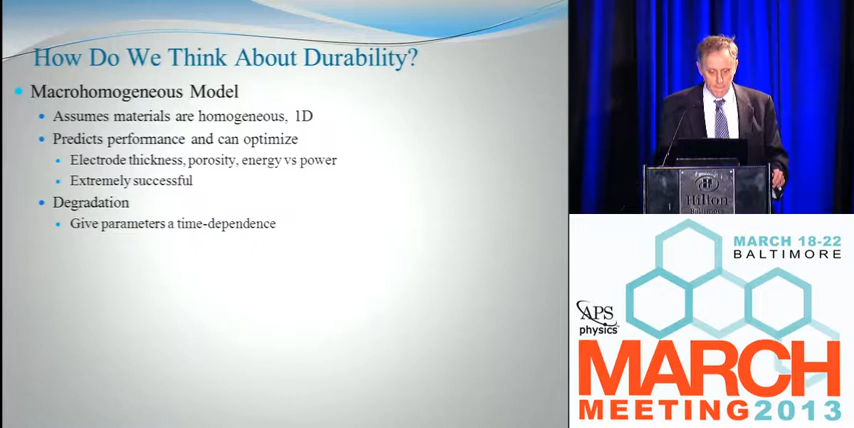 How Do We Think About Durability?
Macrohomogeneous Model
Assumes materials are homogeneous, 1D
Predicts performance and can optimize
Electrode thickness, porosity, energy vs power
Extremely successful
Degradation
Give parameters a time-dependence
Hilton
MARCH 18-22
BALTIMORE
APS
physics
MARCH
MEETING 2013